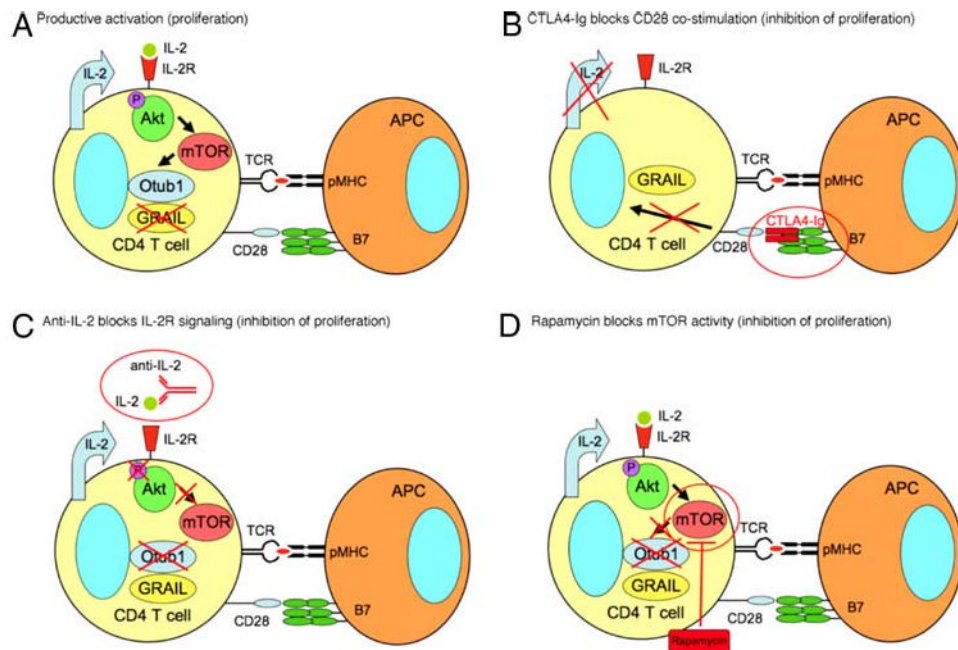 A Productive activation (proliferation)
IL-2
IL-2
IL-2R
P
Akt
mTOR
Otub1
GRAIL
CD4 T cell
TCR
pMHC
CD28
B7
APC
B CTLA4-Ig blocks CD28 co-stimulation (inhibition of proliferation)
IL-2
IL-2R
GRAIL
CD4 T cell
TCR
pMHC
CTLA4-Ig
CD28
B7
APC
C Anti-IL-2 blocks IL-2R signaling (inhibition of proliferation)
anti-IL-2
IL-2
IL-2
IL-2R
P
Akt
mTOR
Otub1
GRAIL
CD4 T cell
TCR
pMHC
CD28
B7
APC
D Rapamycin blocks mTOR activity (inhibition of proliferation)
IL-2
IL-2
IL-2R
P
Akt
mTOR
Otub1
GRAIL
CD4 T cell
TCR
pMHC
CD28
B7
APC
Rapamycin